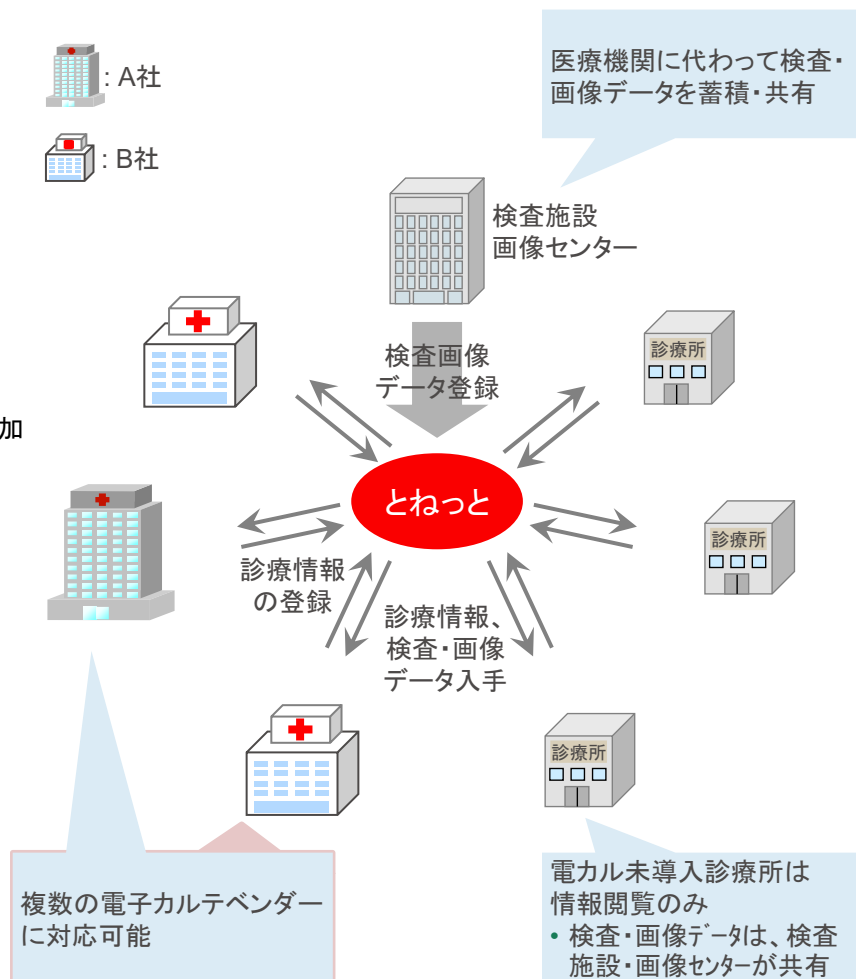 : A社
: B社
医療機関に代わって検査・
画像データを蓄積・共有
検査施設
画像センター
検査画像
データ登録
診療所
加
とねっと
診療所
診療情報
の登録
診療情報、
検査・画像
データ入手
診療所
複数の電子カルテベンダー
に対応可能
電カル未導入診療所は
情報閲覧のみ
• 検査・画像ﾃﾞｰﾀは、検査
施設・画像ｾﾝﾀｰが共有